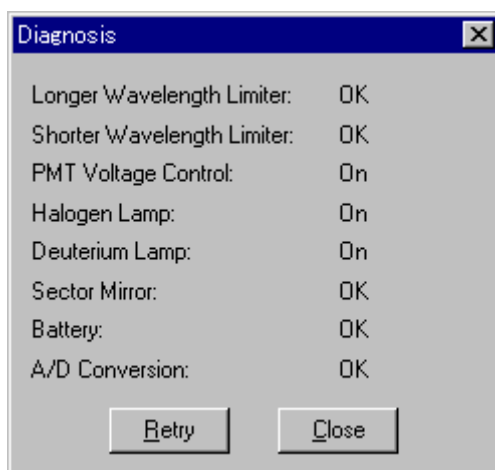 Diagnosis
Longer Wavelength Limiter: OK
Shorter Wavelength Limiter: OK
PMT Voltage Control: On
Halogen Lamp: On
Deuterium Lamp: On
Sector Mirror: OK
Battery: OK
A/D Conversion: OK
Retry Close